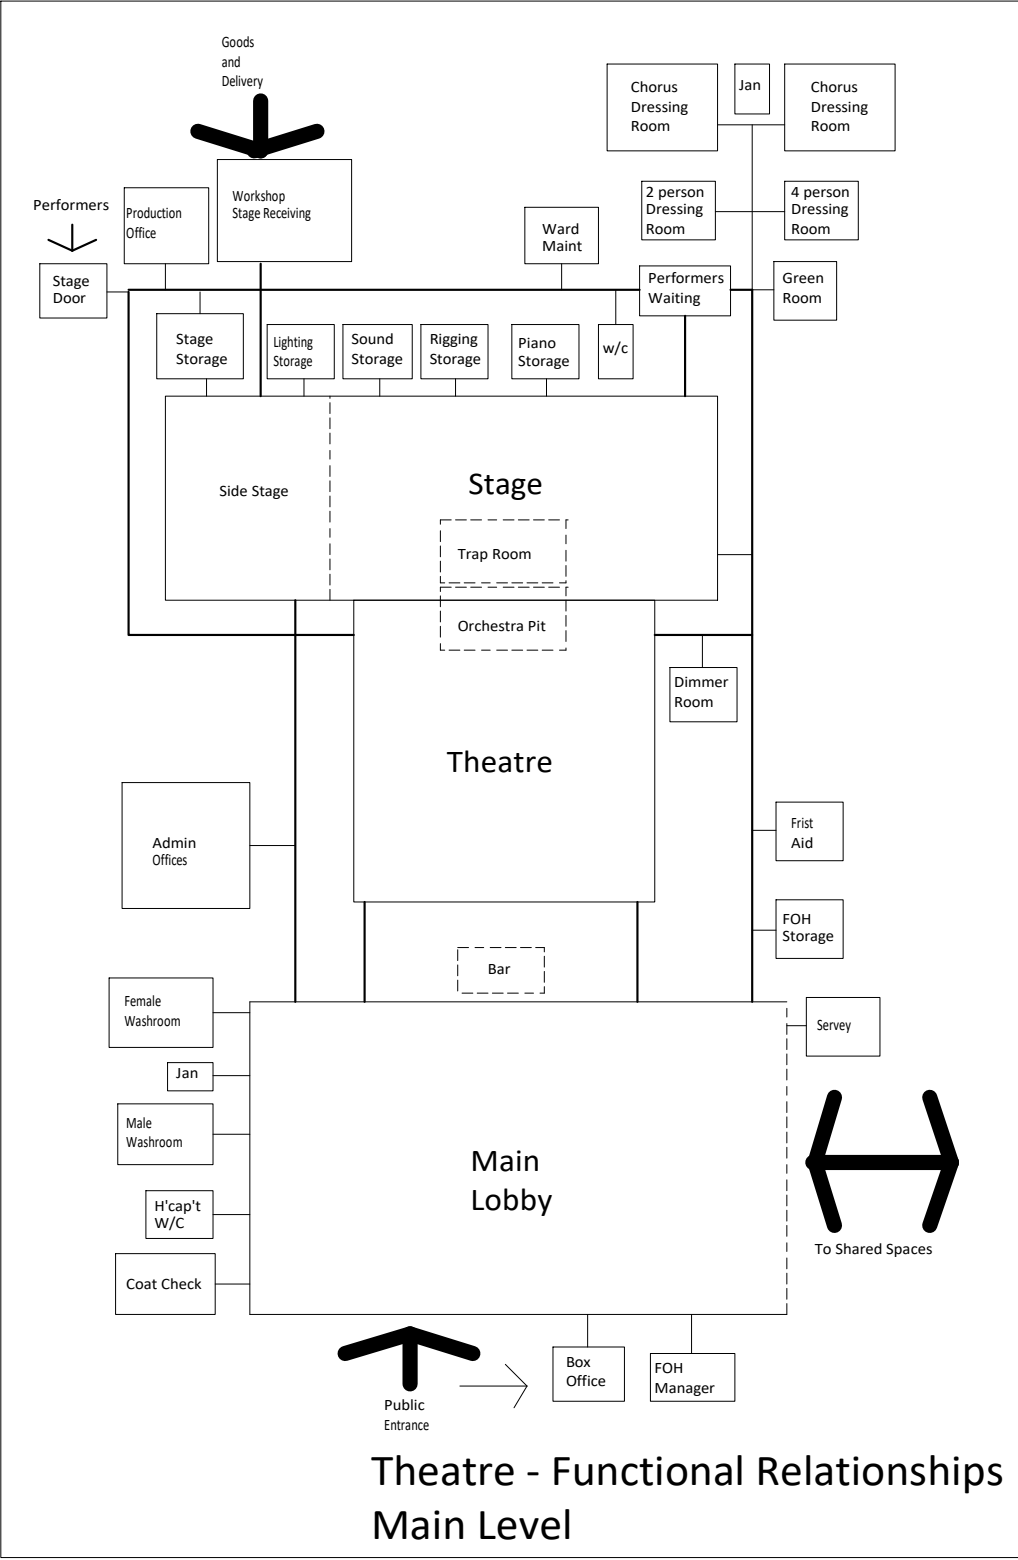 Goods
and
Delivery
Chorus
Dressing
Room
Jan
Chorus
Dressing
Room
Performers
Production
Office
Workshop
Stage Receiving
2 person
Dressing
Room
4 person
Dressing
Room
Ward
Maint
Stage
Door
Performers
Waiting
Green
Room
Stage
Storage
Lighting
Storage
Sound
Storage
Rigging
Storage
Piano
Storage
w/c
Side Stage
Stage
Trap Room
Orchestra Pit
Dimmer
Room
Theatre
Admin
Offices
Frist
Aid
FOH
Storage
Bar
Female
Washroom
Servey
Jan
Male
Washroom
Main
Lobby
H'cap't
W/C
To Shared Spaces
Coat Check
Box
Office
FOH
Manager
Public
Entrance
Theatre - Functional Relationships
Main Level